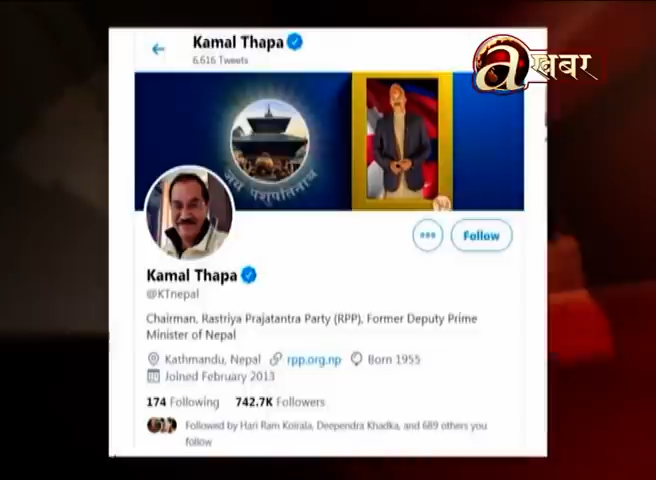 Kamal Thapa
6,616 Tweets
a खबर
जय पशुपतिनाथ
Follow
Kamal Thapa
@KTnepal
Chairman, Rastriya Prajatantra Party (RPP), Former Deputy Prime
Minister of Nepal
Kathmandu, Nepal rpp.org.np Born 1955
Joined February 2013
174 Following 742.7K Followers
Followed by Hari Ram Koirala, Deependra Khadka, and 689 others you
follow